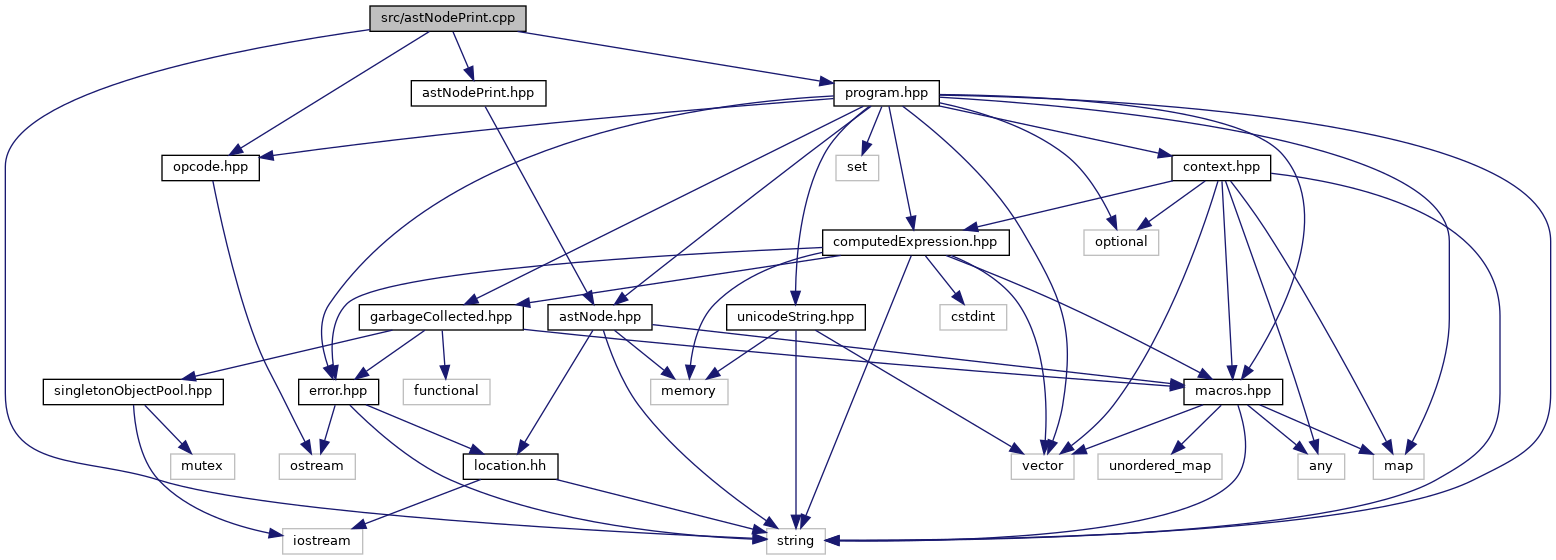 src/astNodePrint.cpp
astNodePrint.hpp
program.hpp
opcode.hpp
set
context.hpp
computedExpression.hpp
optional
garbageCollected.hpp
astNode.hpp
unicodeString.hpp
cstdint
singletonObjectPool.hpp
error.hpp
functional
memory
macros.hpp
mutex
ostream
location.hh
vector
unordered_map
any
map
iostream
string